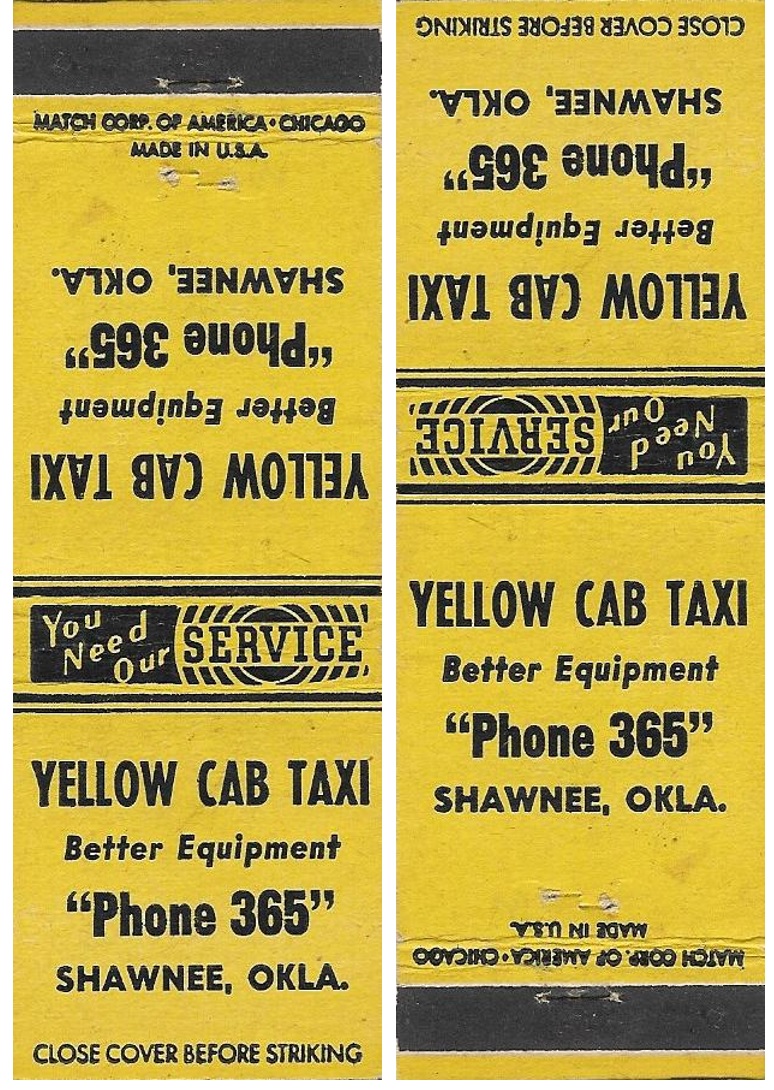 MATCH CORP. OF AMERICA • CHICAGO
MADE IN U.S.A.
SHAWNEE, OKLA.
"Phone 365"
Better Equipment
YELLOW CAB TAXI
You Need Our SERVICE
YELLOW CAB TAXI
Better Equipment
"Phone 365"
SHAWNEE, OKLA.
CLOSE COVER BEFORE STRIKING
CLOSE COVER BEFORE STRIKING
SHAWNEE, OKLA.
"Phone 365"
Better Equipment
YELLOW CAB TAXI
You Need Our SERVICE
YELLOW CAB TAXI
Better Equipment
"Phone 365"
SHAWNEE, OKLA.
MADE IN U.S.A.
MATCH CORP. OF AMERICA • CHICAGO